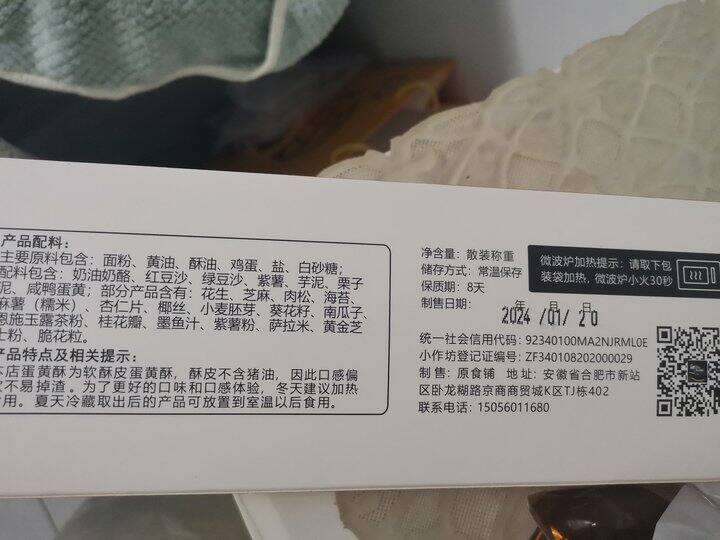 产品配料:
主要原料包含:面粉、黄油、酥油、鸡蛋、盐、白砂糖;
配料包含:奶油奶酪、红豆沙、绿豆沙、紫薯、芋泥、栗子
泥、咸鸭蛋黄;部分产品含有:花生、芝麻、肉松、海苔、
麻薯(糯米)、杏仁片、椰丝、小麦胚芽、葵花籽、南瓜子、
恩施玉露茶粉、桂花瓣、墨鱼汁、紫薯粉、萨拉米、黄金芝
士粉、脆花粒。
产品特点及相关提示:
本店蛋黄酥为软酥皮蛋黄酥,酥皮不含猪油,因此口感偏
软不易掉渣。为了更好的口味和口感体验,冬天建议加热
食用。夏天冷藏取出后的产品可放置到室温以后食用。
净含量:散装称重
储存方式:常温保存
保质期:8天
制售日期: 年 月 日
2024 /01/ 20
微波炉加热提示:请取下包
装袋加热,微波炉小火30秒
统一社会信用代码:92340100MA2NJRML0E
小作坊登记证编号:ZF340108202000029
制售:原食铺 地址:安徽省合肥市新站
区卧龙糊路京商商贸城K区TJ栋402
联系电话:15056011680